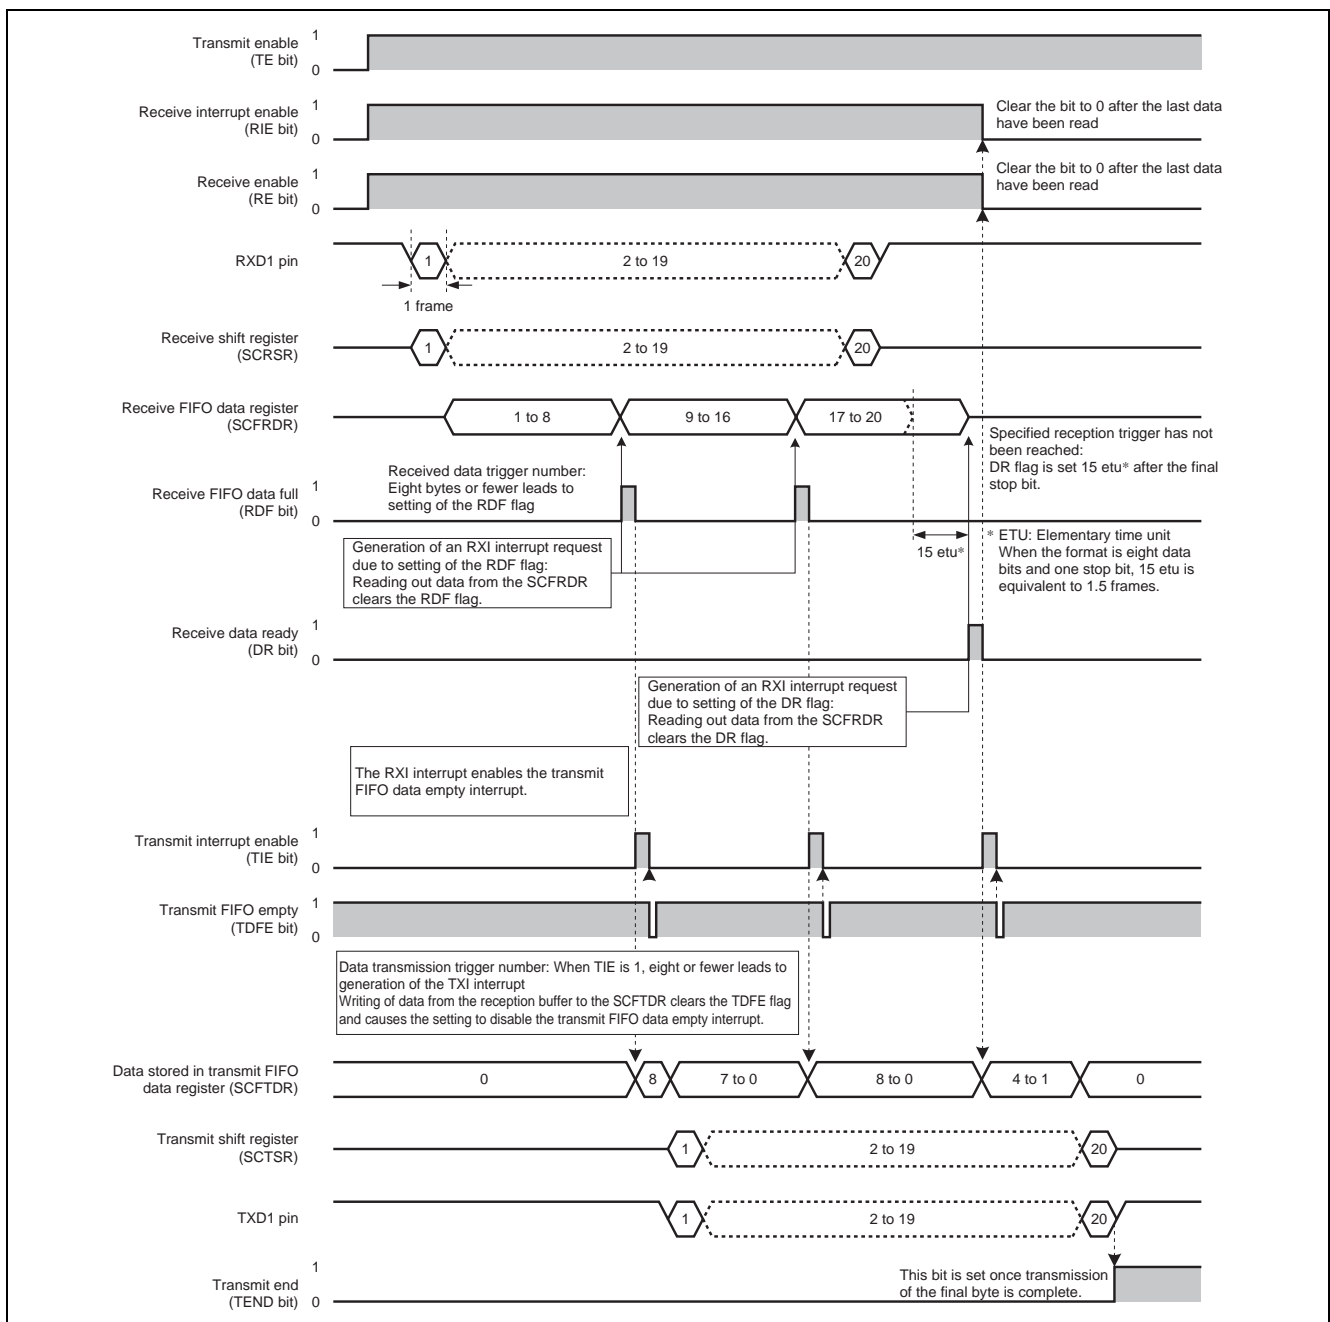 Transmit enable
(TE bit)
1
0
Receive interrupt enable
(RIE bit)
1
0
Clear the bit to 0 after the last data
have been read
Receive enable
(RE bit)
1
0
Clear the bit to 0 after the last data
have been read
RXD1 pin
1
2 to 19
20
1 frame
Receive shift register
(SCRSR)
1
2 to 19
20
Receive FIFO data register
(SCFRDR)
1 to 8
9 to 16
17 to 20
Specified reception trigger has not
been reached:
DR flag is set 15 etu* after the final
stop bit.
Received data trigger number:
Eight bytes or fewer leads to
setting of the RDF flag
Receive FIFO data full
(RDF bit)
1
0
15 etu*
* ETU: Elementary time unit
When the format is eight data
bits and one stop bit, 15 etu is
equivalent to 1.5 frames.
Generation of an RXI interrupt request
due to setting of the RDF flag:
Reading out data from the SCFRDR
clears the RDF flag.
Receive data ready
(DR bit)
1
0
Generation of an RXI interrupt request
due to setting of the DR flag:
Reading out data from the SCFRDR
clears the DR flag.
The RXI interrupt enables the transmit
FIFO data empty interrupt.
Transmit interrupt enable
(TIE bit)
1
0
Transmit FIFO empty
(TDFE bit)
1
0
Data transmission trigger number: When TIE is 1, eight or fewer leads to
generation of the TXI interrupt
Writing of data from the reception buffer to the SCFTDR clears the TDFE flag
and causes the setting to disable the transmit FIFO data empty interrupt.
Data stored in transmit FIFO
data register (SCFTDR)
0
8
7 to 0
8 to 0
4 to 1
0
Transmit shift register
(SCTSR)
1
2 to 19
20
TXD1 pin
1
2 to 19
20
Transmit end
(TEND bit)
1
0
This bit is set once transmission
of the final byte is complete.